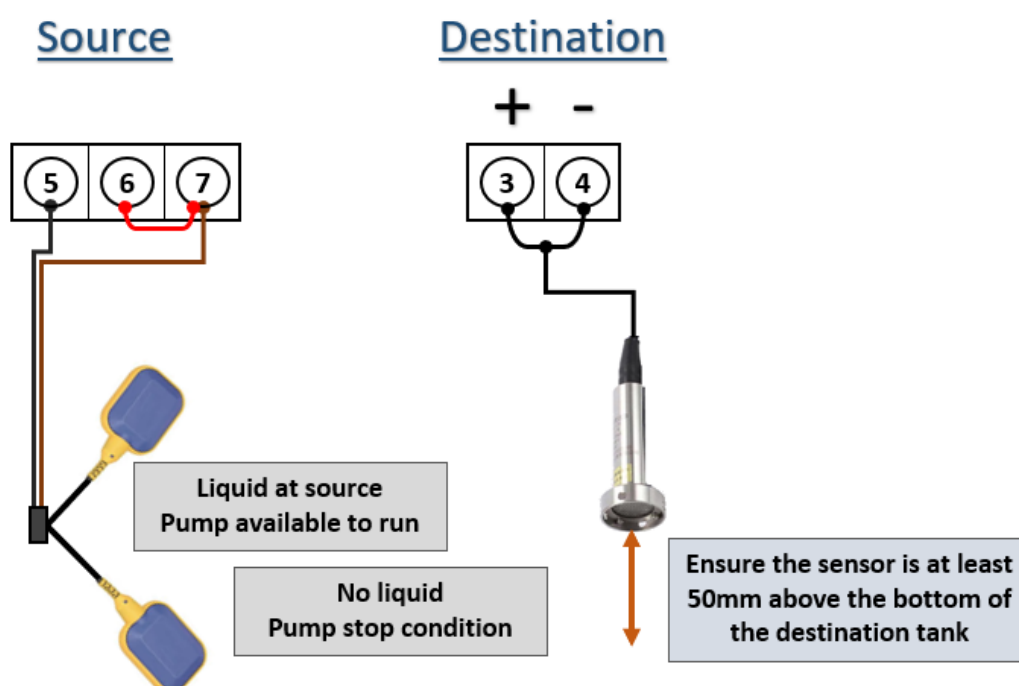 Source
Destination
+ -
5 6 7
3 4
Liquid at source
Pump available to run
No liquid
Pump stop condition
Ensure the sensor is at least
50mm above the bottom of
the destination tank